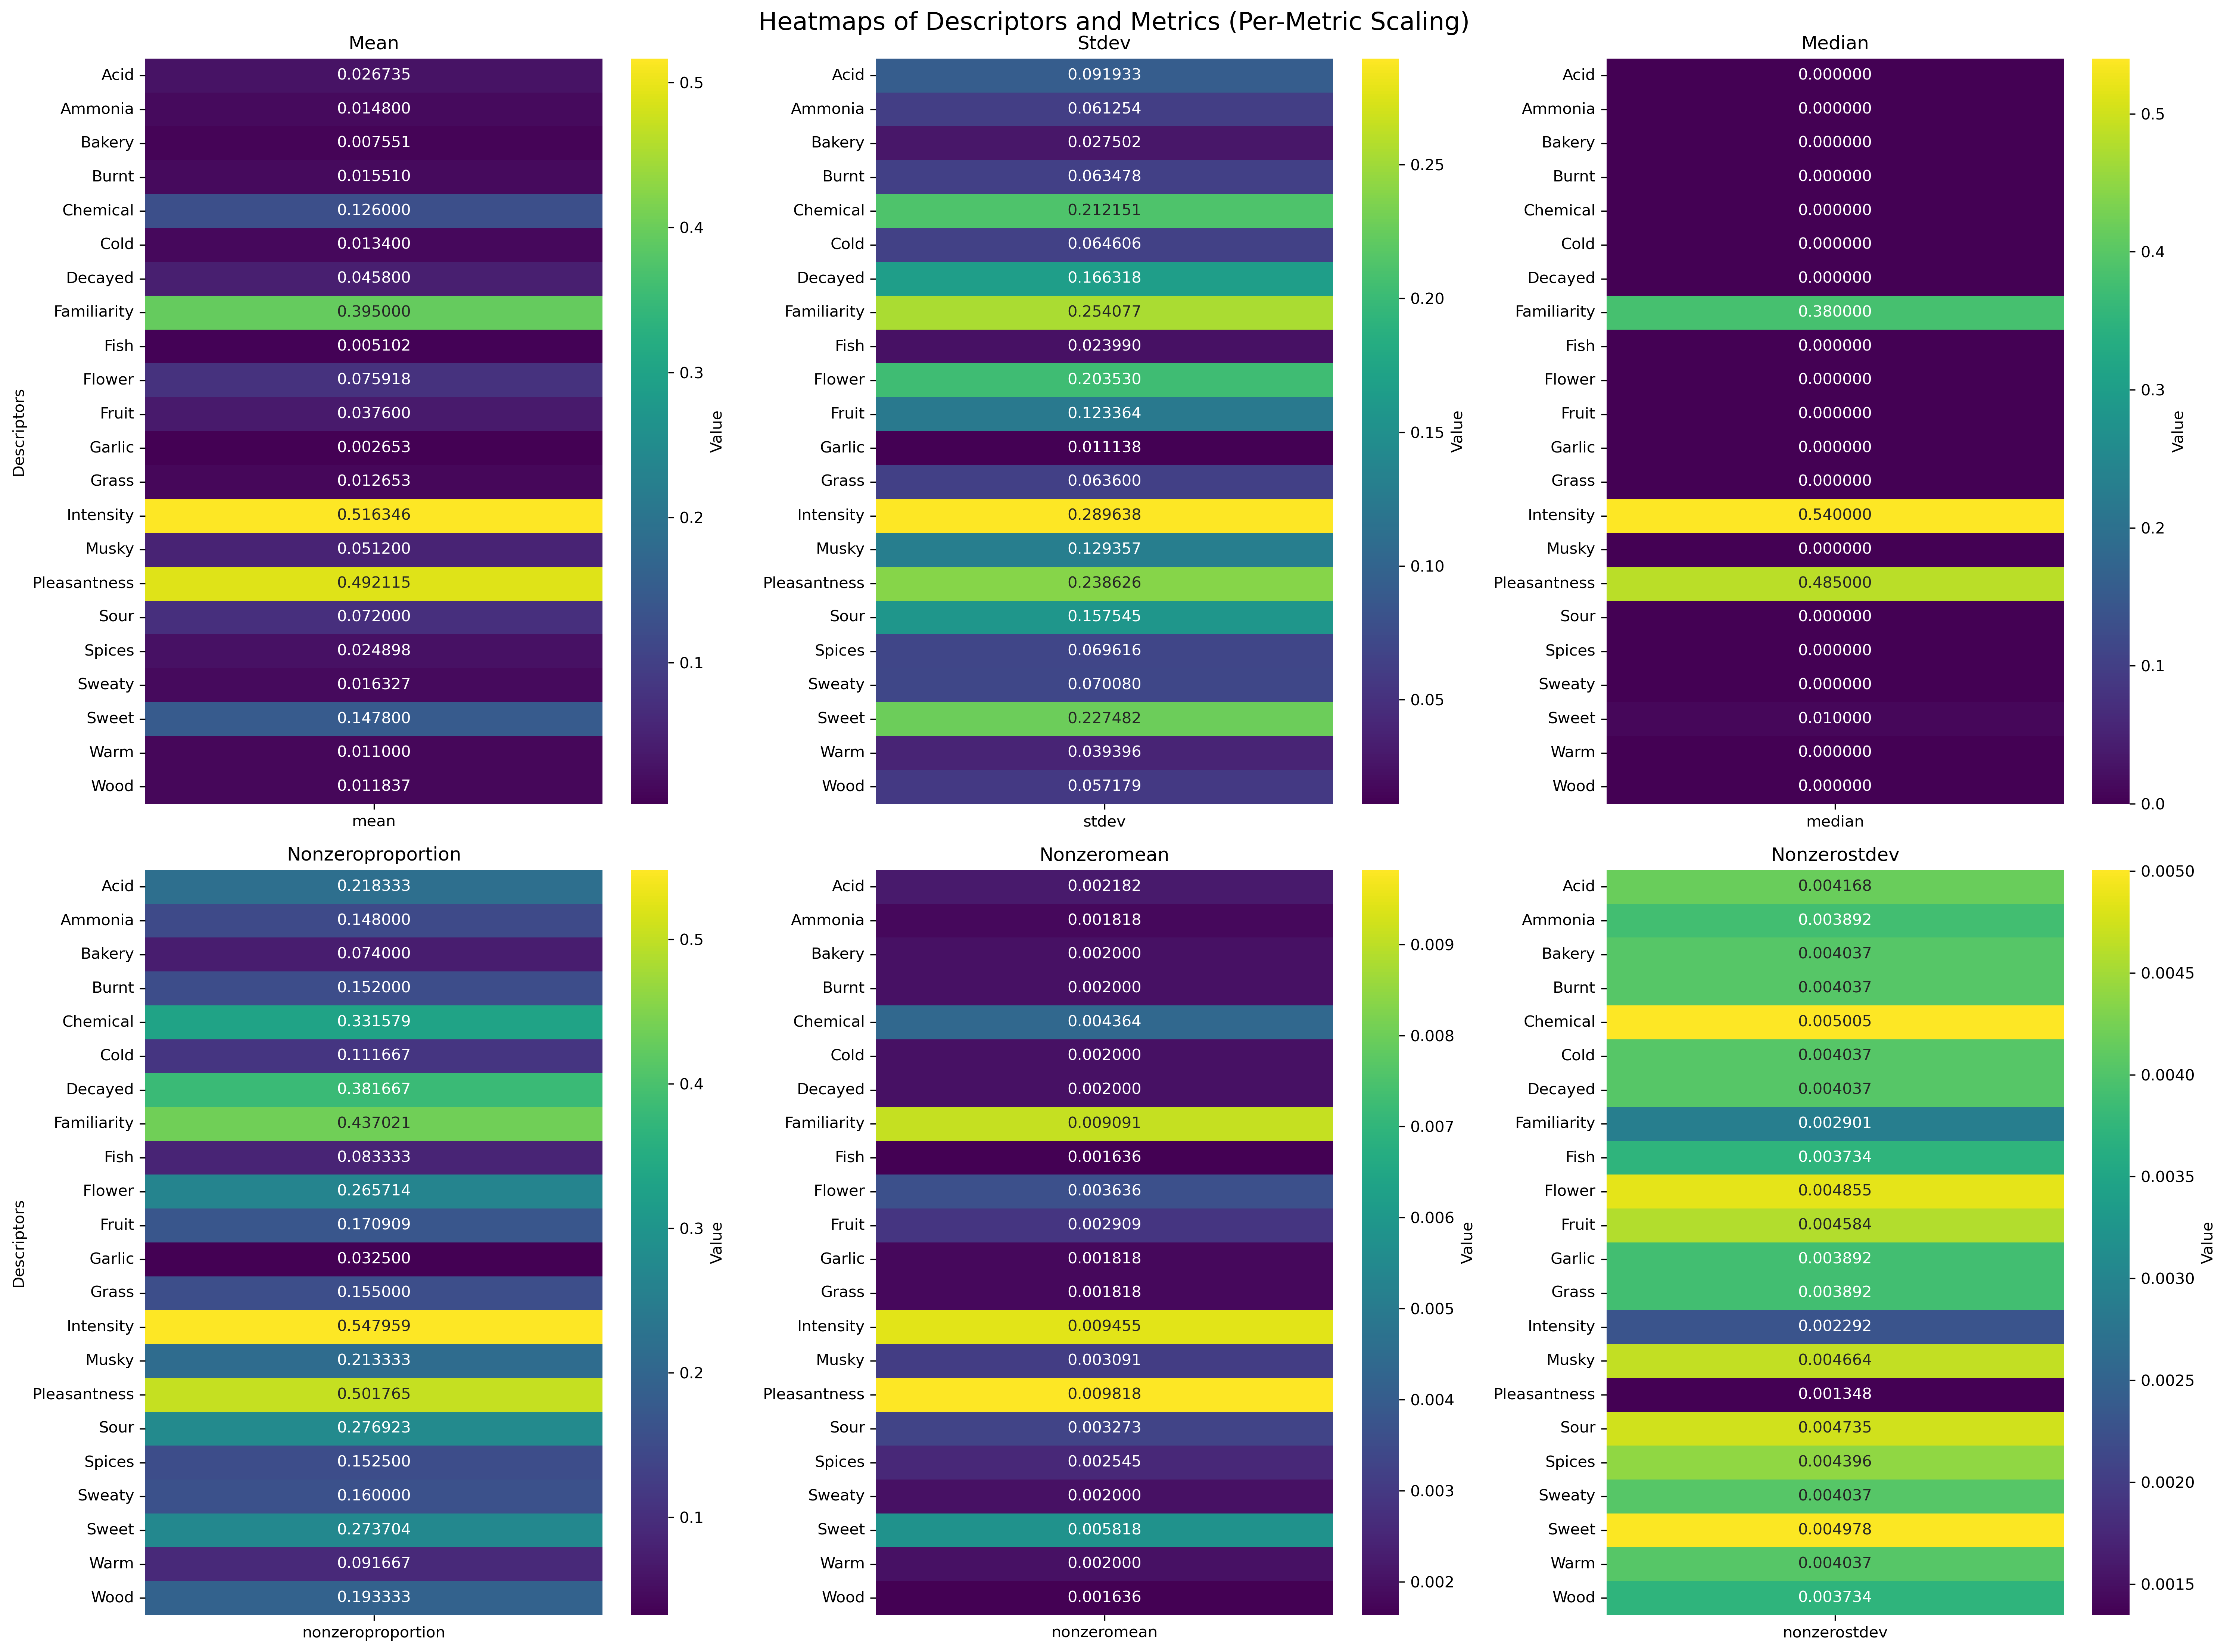 Heatmaps of Descriptors and Metrics (Per-Metric Scaling)
Mean
Descriptors
Acid 0.026735
Ammonia 0.014800
Bakery 0.007551
Burnt 0.015510
Chemical 0.126000
Cold 0.013400
Decayed 0.045800
Familiarity 0.395000
Fish 0.005102
Flower 0.075918
Fruit 0.037600
Garlic 0.002653
Grass 0.012653
Intensity 0.516346
Musky 0.051200
Pleasantness 0.492115
Sour 0.072000
Spices 0.024898
Sweaty 0.016327
Sweet 0.147800
Warm 0.011000
Wood 0.011837
mean
0.5
0.4
0.3
0.2
0.1
Value
Stdev
Acid 0.091933
Ammonia 0.061254
Bakery 0.027502
Burnt 0.063478
Chemical 0.212151
Cold 0.064606
Decayed 0.166318
Familiarity 0.254077
Fish 0.023990
Flower 0.203530
Fruit 0.123364
Garlic 0.011138
Grass 0.063600
Intensity 0.289638
Musky 0.129357
Pleasantness 0.238626
Sour 0.157545
Spices 0.069616
Sweaty 0.070080
Sweet 0.227482
Warm 0.039396
Wood 0.057179
stdev
0.25
0.20
0.15
0.10
0.05
Value
Median
Acid 0.000000
Ammonia 0.000000
Bakery 0.000000
Burnt 0.000000
Chemical 0.000000
Cold 0.000000
Decayed 0.000000
Familiarity 0.380000
Fish 0.000000
Flower 0.000000
Fruit 0.000000
Garlic 0.000000
Grass 0.000000
Intensity 0.540000
Musky 0.000000
Pleasantness 0.485000
Sour 0.000000
Spices 0.000000
Sweaty 0.000000
Sweet 0.010000
Warm 0.000000
Wood 0.000000
median
0.5
0.4
0.3
0.2
0.1
0.0
Value
Nonzeroproportion
Descriptors
Acid 0.218333
Ammonia 0.148000
Bakery 0.074000
Burnt 0.152000
Chemical 0.331579
Cold 0.111667
Decayed 0.381667
Familiarity 0.437021
Fish 0.083333
Flower 0.265714
Fruit 0.170909
Garlic 0.032500
Grass 0.155000
Intensity 0.547959
Musky 0.213333
Pleasantness 0.501765
Sour 0.276923
Spices 0.152500
Sweaty 0.160000
Sweet 0.273704
Warm 0.091667
Wood 0.193333
nonzeroproportion
0.5
0.4
0.3
0.2
0.1
Value
Nonzeromean
Acid 0.002182
Ammonia 0.001818
Bakery 0.002000
Burnt 0.002000
Chemical 0.004364
Cold 0.002000
Decayed 0.002000
Familiarity 0.009091
Fish 0.001636
Flower 0.003636
Fruit 0.002909
Garlic 0.001818
Grass 0.001818
Intensity 0.009455
Musky 0.003091
Pleasantness 0.009818
Sour 0.003273
Spices 0.002545
Sweaty 0.002000
Sweet 0.005818
Warm 0.002000
Wood 0.001636
nonzeromean
0.009
0.008
0.007
0.006
0.005
0.004
0.003
0.002
Value
Nonzerostdev
Acid 0.004168
Ammonia 0.003892
Bakery 0.004037
Burnt 0.004037
Chemical 0.005005
Cold 0.004037
Decayed 0.004037
Familiarity 0.002901
Fish 0.003734
Flower 0.004855
Fruit 0.004584
Garlic 0.003892
Grass 0.003892
Intensity 0.002292
Musky 0.004664
Pleasantness 0.001348
Sour 0.004735
Spices 0.004396
Sweaty 0.004037
Sweet 0.004978
Warm 0.004037
Wood 0.003734
nonzerostdev
0.0050
0.0045
0.0040
0.0035
0.0030
0.0025
0.0020
0.0015
Value